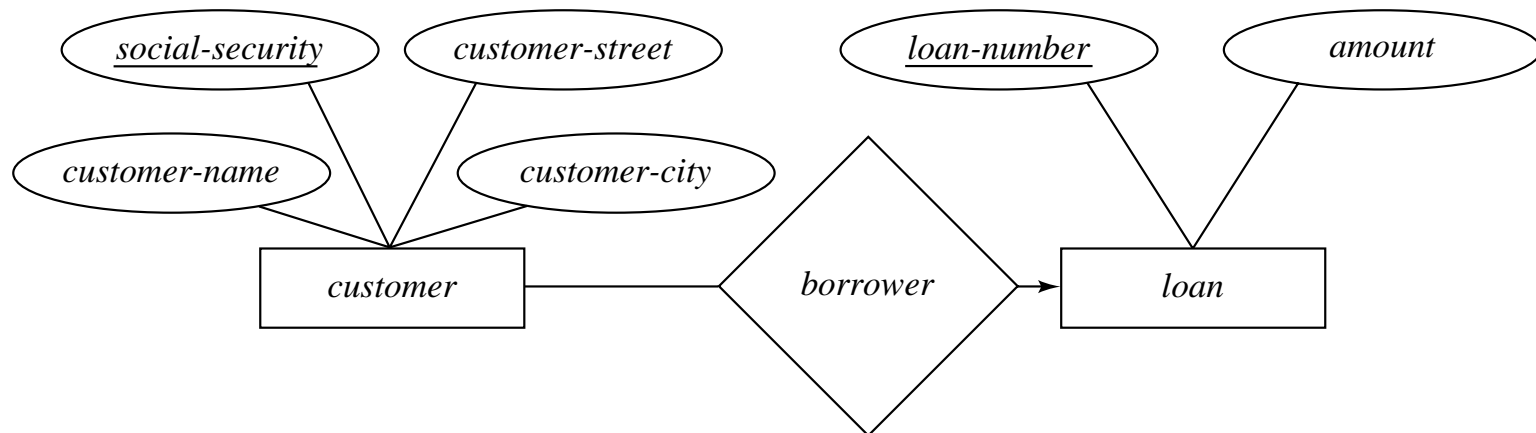 social-security
customer-street
loan-number
amount
customer-name
customer-city
customer
borrower
loan